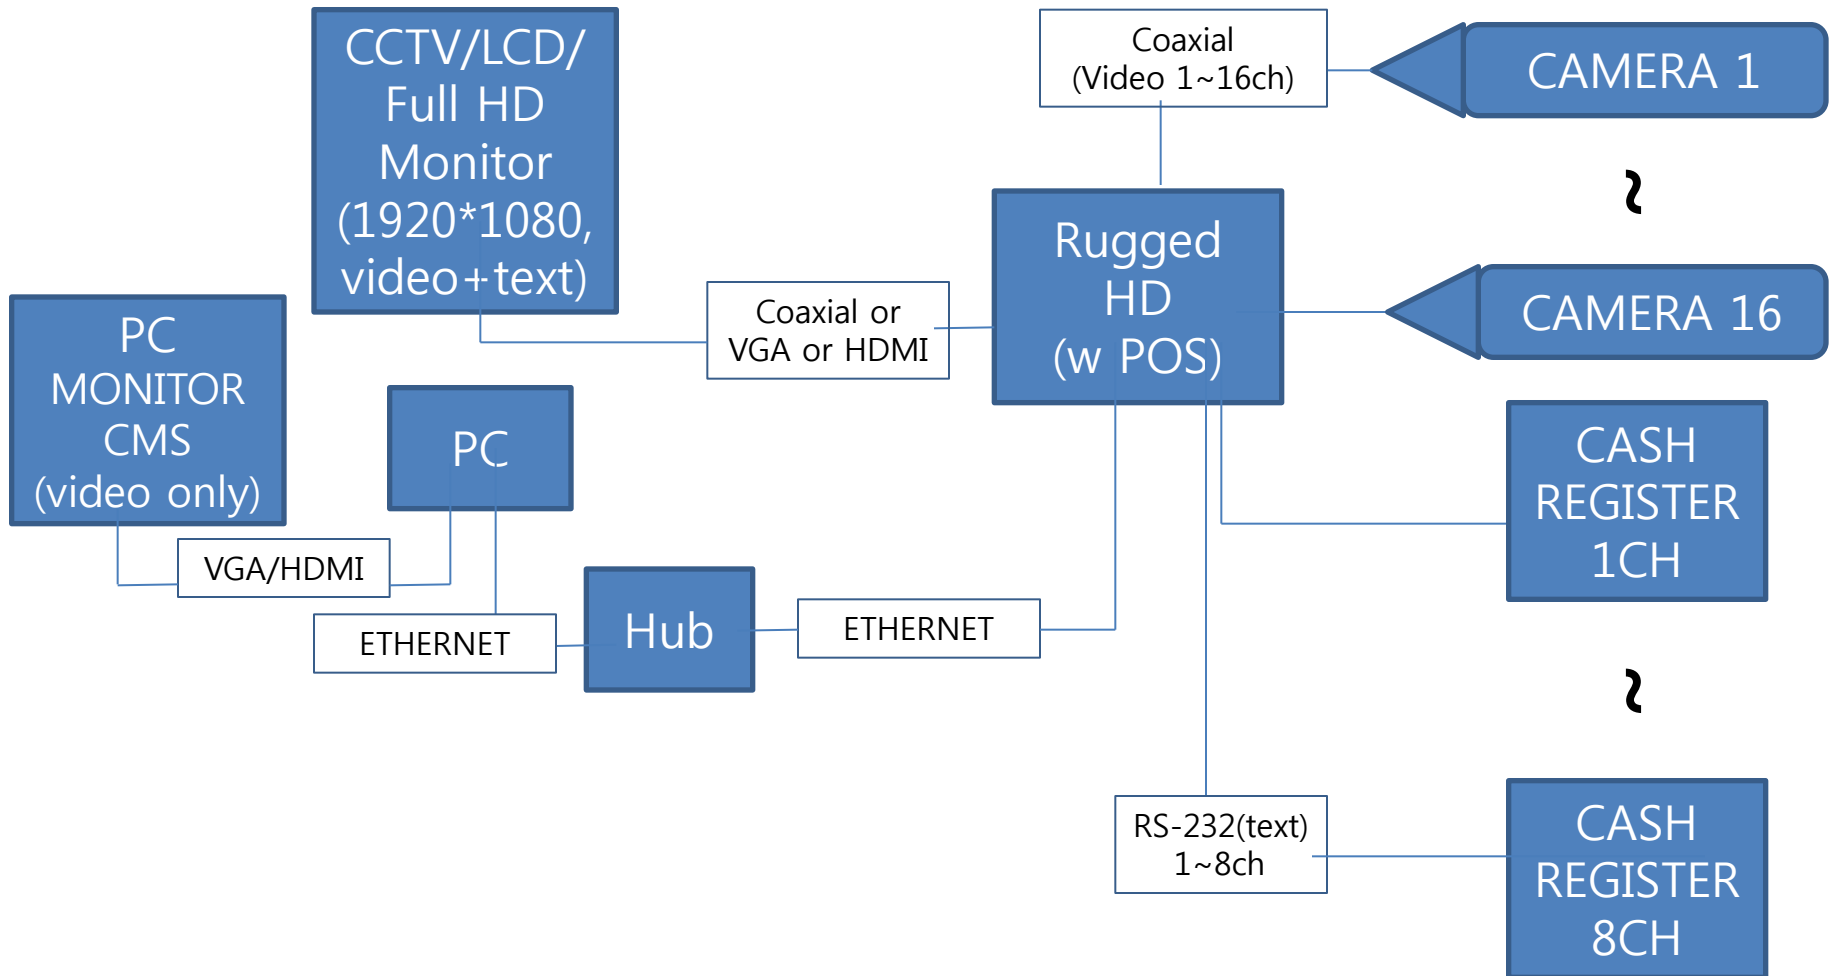 CCTV/LCD/
Full HD
Monitor
(1920*1080,
video+text)
Coaxial
(Video 1~16ch)
CAMERA 1
~
Rugged
HD
(w POS)
CAMERA 16
Coaxial or
VGA or HDMI
PC
MONITOR
CMS
(video only)
PC
CASH
REGISTER
1CH
VGA/HDMI
ETHERNET
Hub
ETHERNET
~
RS-232(text)
1~8ch
CASH
REGISTER
8CH